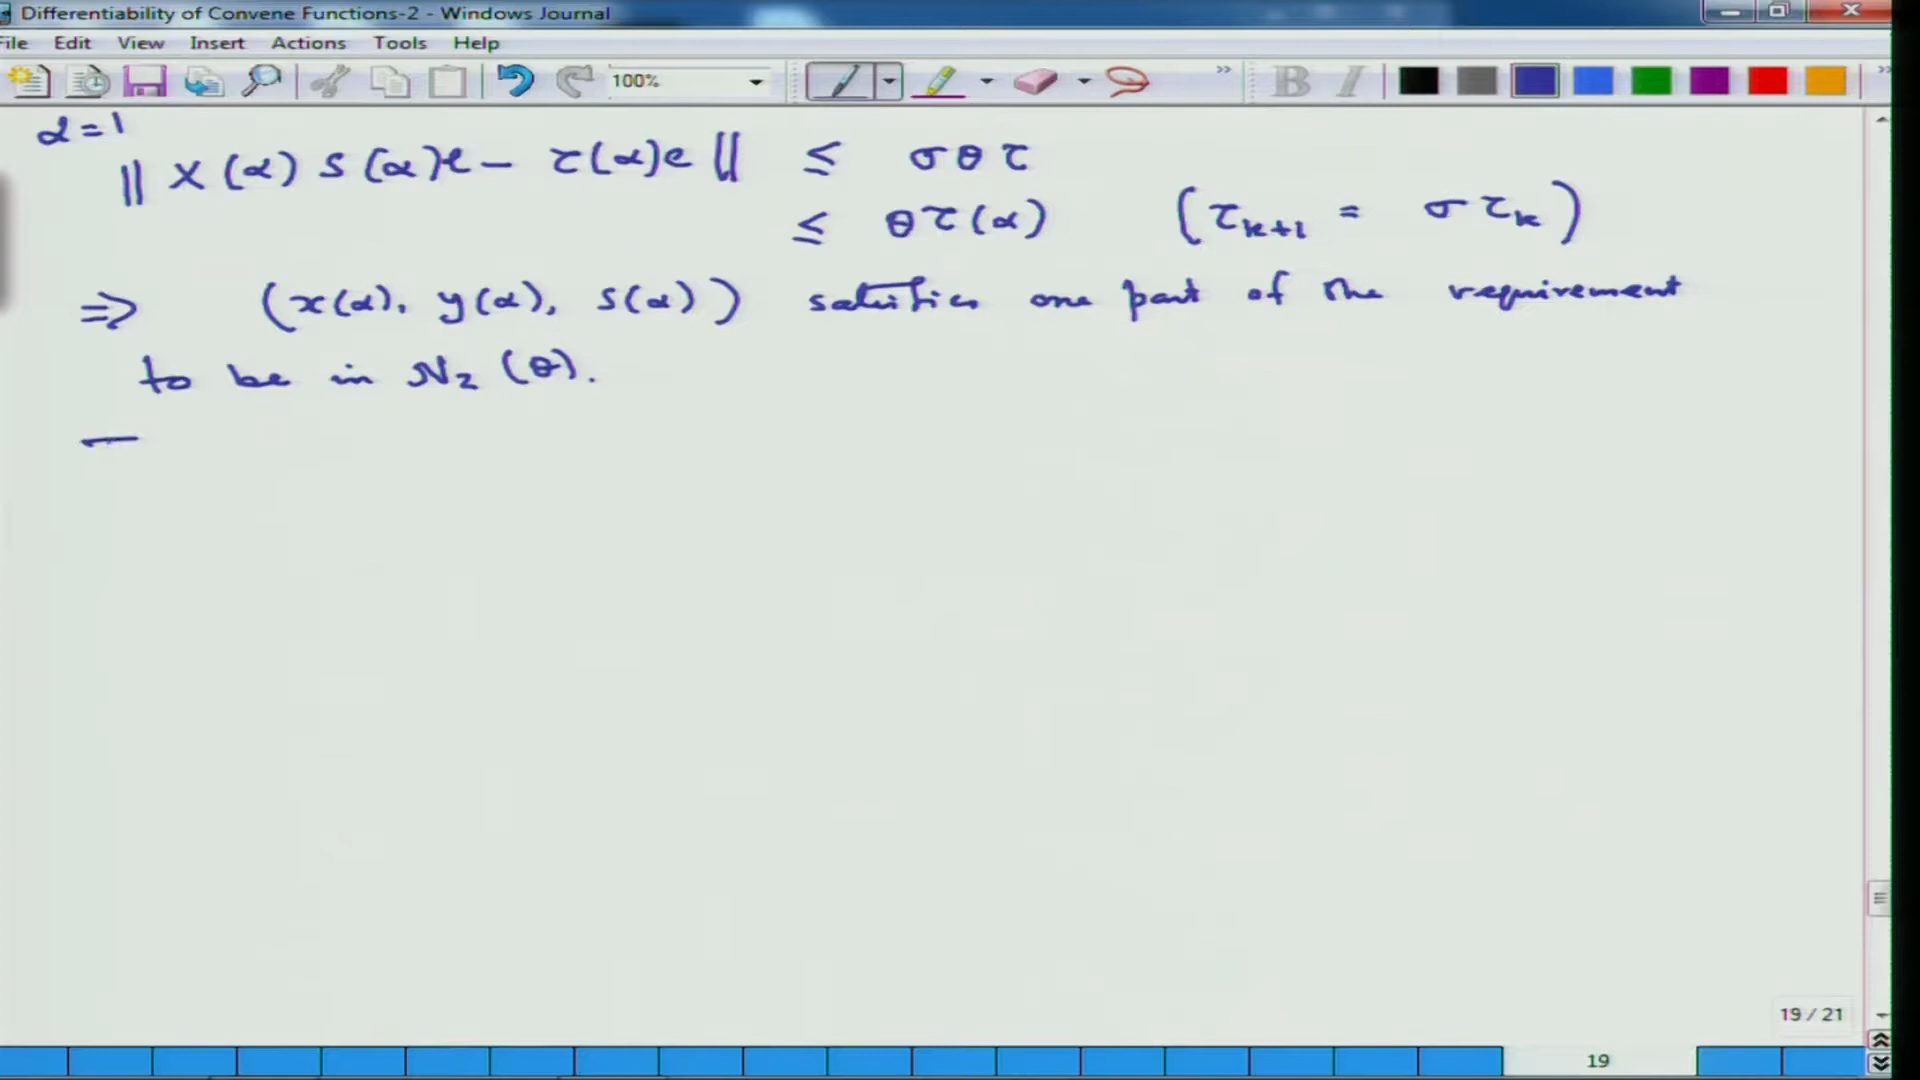 Differentiability of Convene Functions-2 - Windows Journal
File Edit View Insert Actions Tools Help
100%
α = 1
|| X(α) S(α)e - τ(α)e || ≤ σθτ
≤ θτ(α) (τₖ₊₁ = στₖ)
⇒ (x(α), y(α), s(α)) satisfies one part of the requirement
to be in N₂(θ).
19 / 21
19